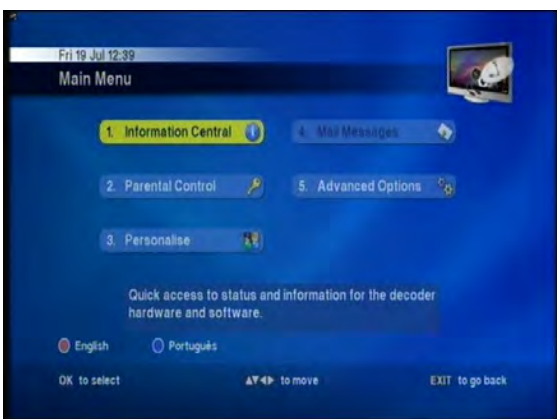 Fri 19 Jul 12:39
Main Menu
1. Information Central
4. Mail Messages
2. Parental Control
5. Advanced Options
3. Personalise
Quick access to status and information for the decoder
hardware and software.
English Português
OK to select ▲▼◀▶ to move EXIT to go back